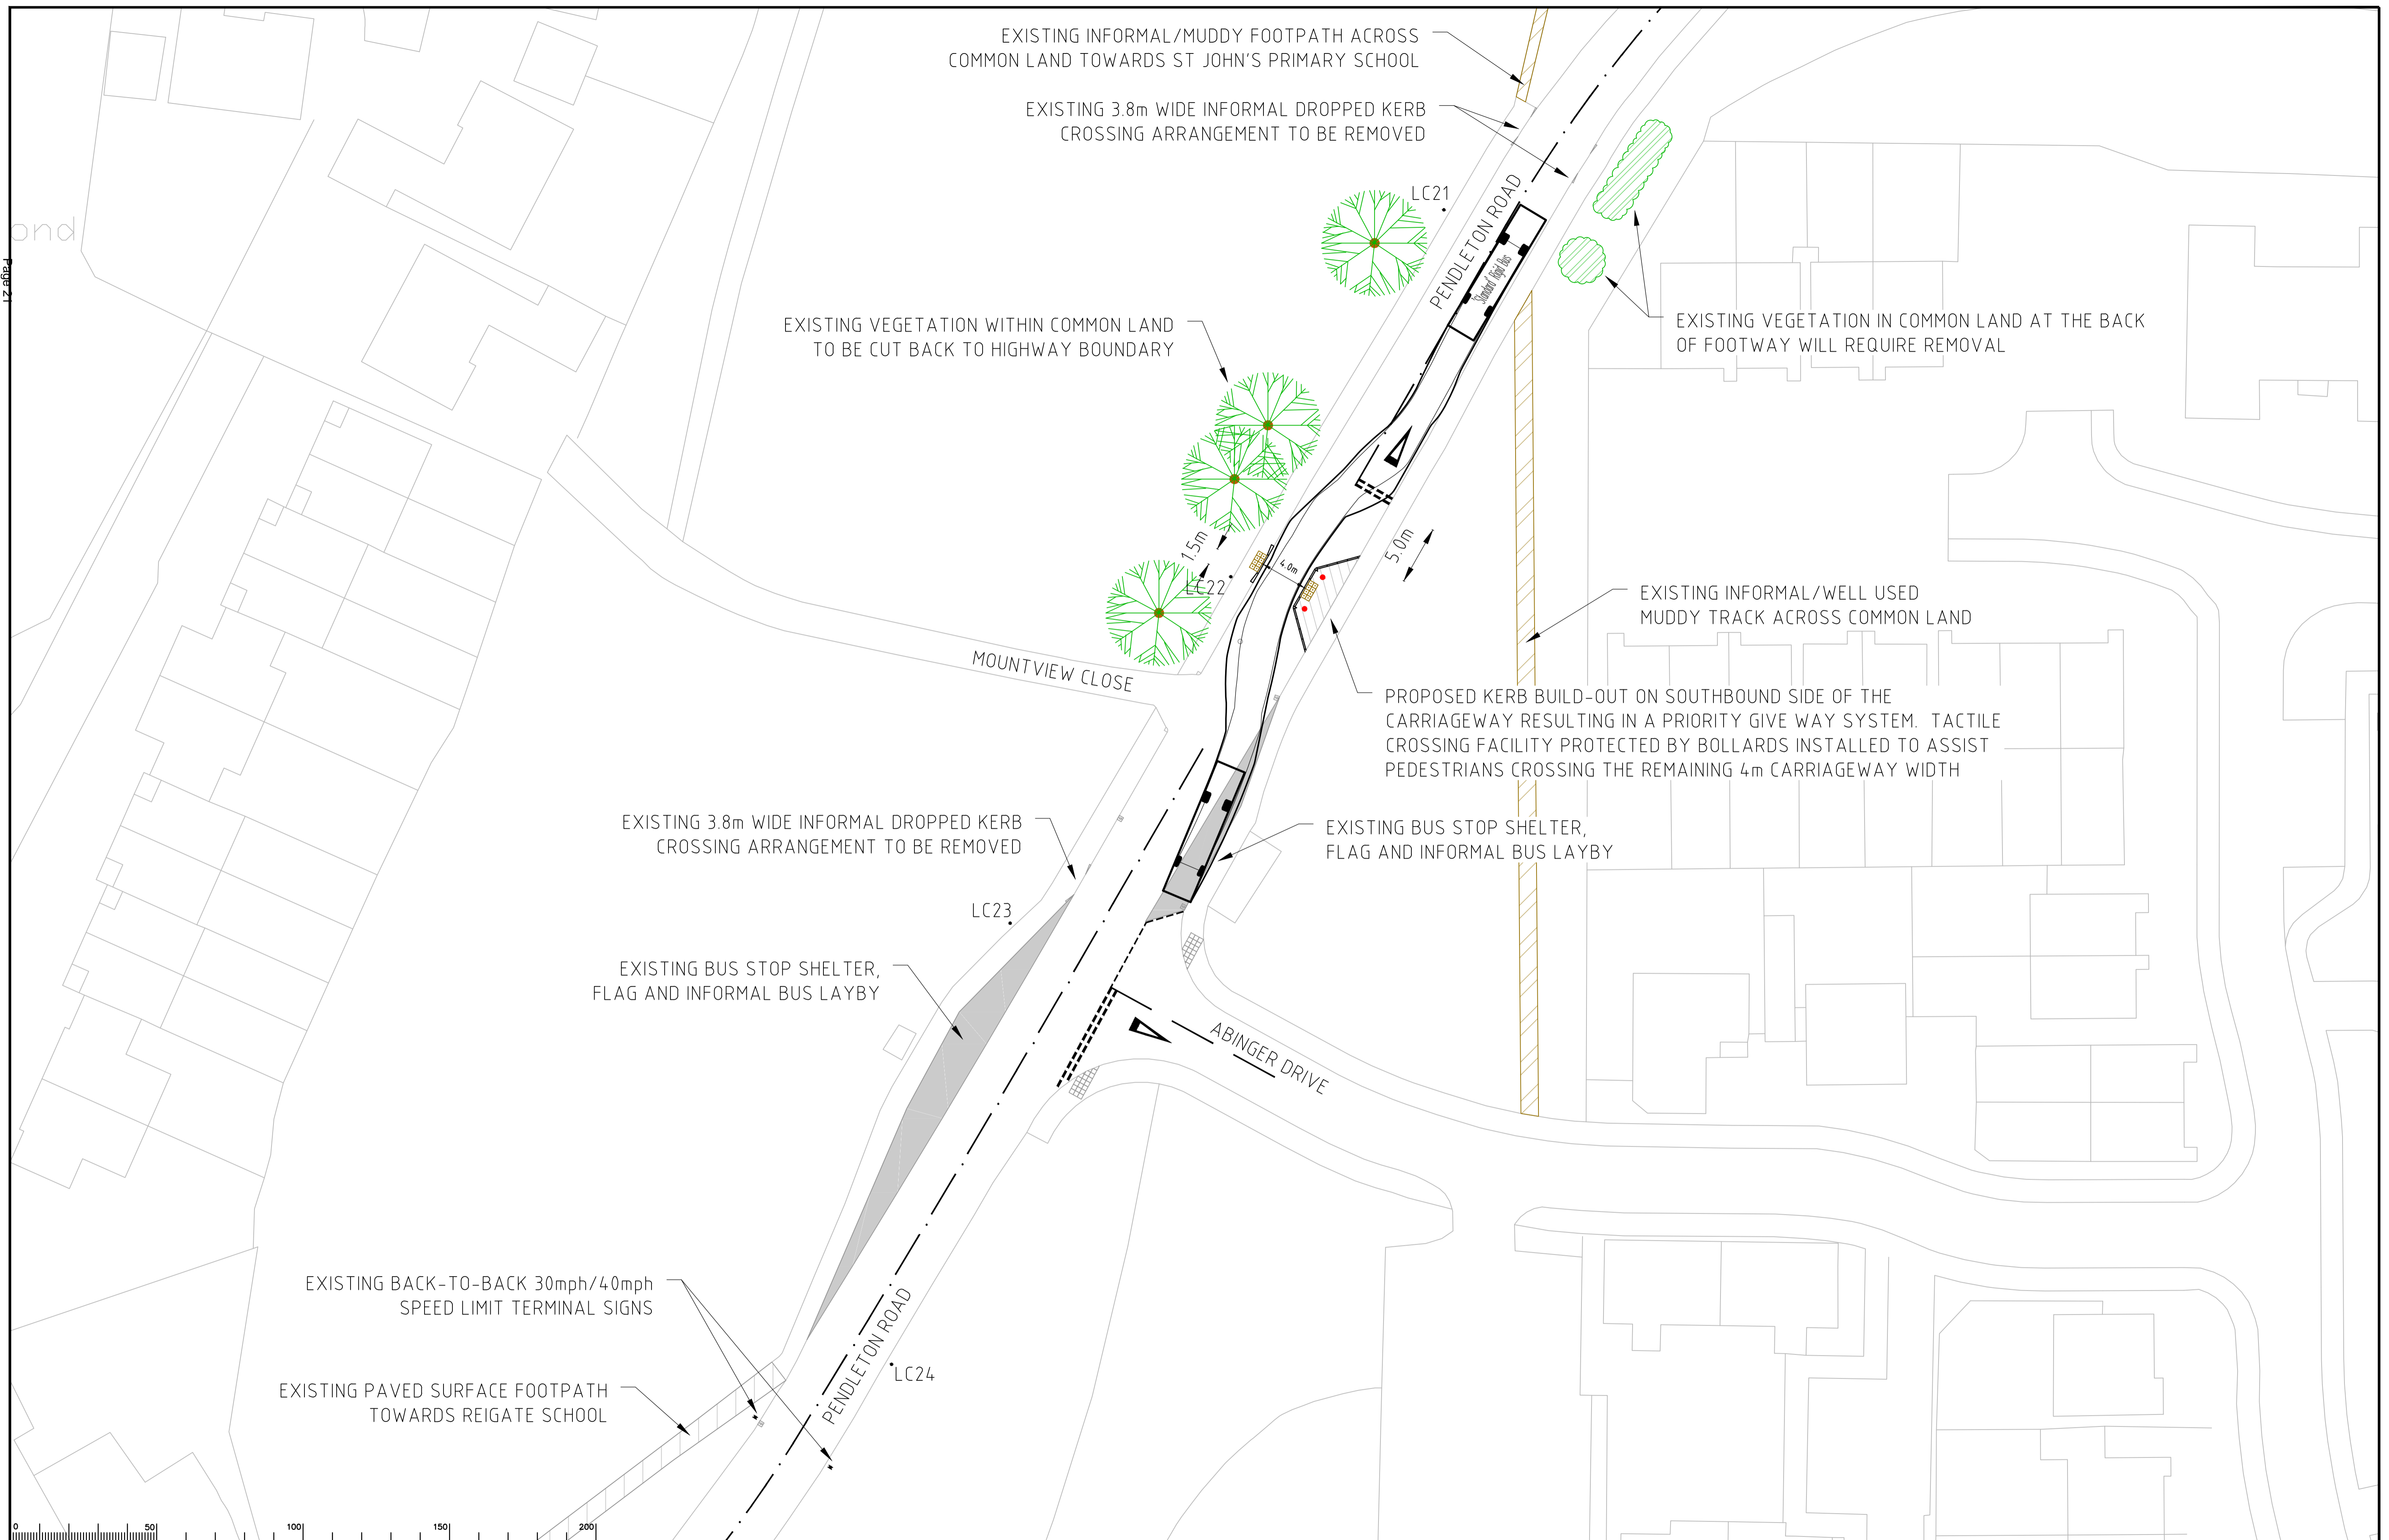 EXISTING INFORMAL/MUDDY FOOTPATH ACROSS
COMMON LAND TOWARDS ST JOHN'S PRIMARY SCHOOL
EXISTING 3.8m WIDE INFORMAL DROPPED KERB
CROSSING ARRANGEMENT TO BE REMOVED
LC21
PENDLETON ROAD
"Standard" Rigid Bus
ond
Page 21
EXISTING VEGETATION WITHIN COMMON LAND
TO BE CUT BACK TO HIGHWAY BOUNDARY
EXISTING VEGETATION IN COMMON LAND AT THE BACK
OF FOOTWAY WILL REQUIRE REMOVAL
1.5m
5.0m
4.0m
LC22
EXISTING INFORMAL/WELL USED
MUDDY TRACK ACROSS COMMON LAND
MOUNTVIEW CLOSE
PROPOSED KERB BUILD-OUT ON SOUTHBOUND SIDE OF THE
CARRIAGEWAY RESULTING IN A PRIORITY GIVE WAY SYSTEM. TACTILE
CROSSING FACILITY PROTECTED BY BOLLARDS INSTALLED TO ASSIST
PEDESTRIANS CROSSING THE REMAINING 4m CARRIAGEWAY WIDTH
EXISTING 3.8m WIDE INFORMAL DROPPED KERB
CROSSING ARRANGEMENT TO BE REMOVED
EXISTING BUS STOP SHELTER,
FLAG AND INFORMAL BUS LAYBY
LC23
EXISTING BUS STOP SHELTER,
FLAG AND INFORMAL BUS LAYBY
ABINGER DRIVE
EXISTING BACK-TO-BACK 30mph/40mph
SPEED LIMIT TERMINAL SIGNS
PENDLETON ROAD
LC24
EXISTING PAVED SURFACE FOOTPATH
TOWARDS REIGATE SCHOOL
0 50 100 150 200